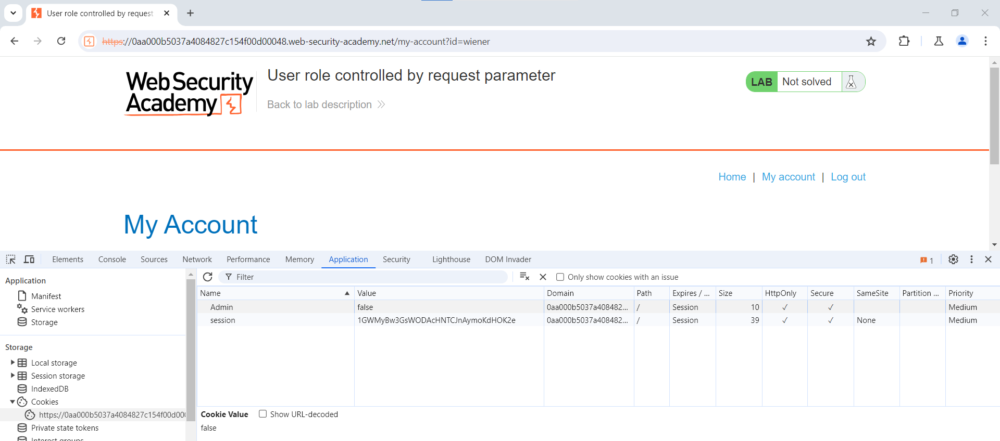 User role controlled by request
https://0aa000b5037a4084827c154f00d00048.web-security-academy.net/my-account?id=wiener
Web Security
Academy
User role controlled by request parameter
Back to lab description
LAB Not solved
Home | My account | Log out
My Account
Elements Console Sources Network Performance Memory Application Security Lighthouse DOM Invader 1
Application
Manifest
Service workers
Storage
Storage
Local storage
Session storage
IndexedDB
Cookies
https://0aa000b5037a4084827c154f00d00
Private state tokens
Interest groups
Filter Only show cookies with an issue
Name Value Domain Path Expires / ... Size HttpOnly Secure SameSite Partition ... Priority
Admin false 0aa000b5037a408482... / Session 10 ✓ ✓ Medium
session 1GWMyBw3GsWODAcHNTCJnAymoKdHOK2e 0aa000b5037a408482... / Session 39 ✓ ✓ None Medium
Cookie Value Show URL-decoded
false